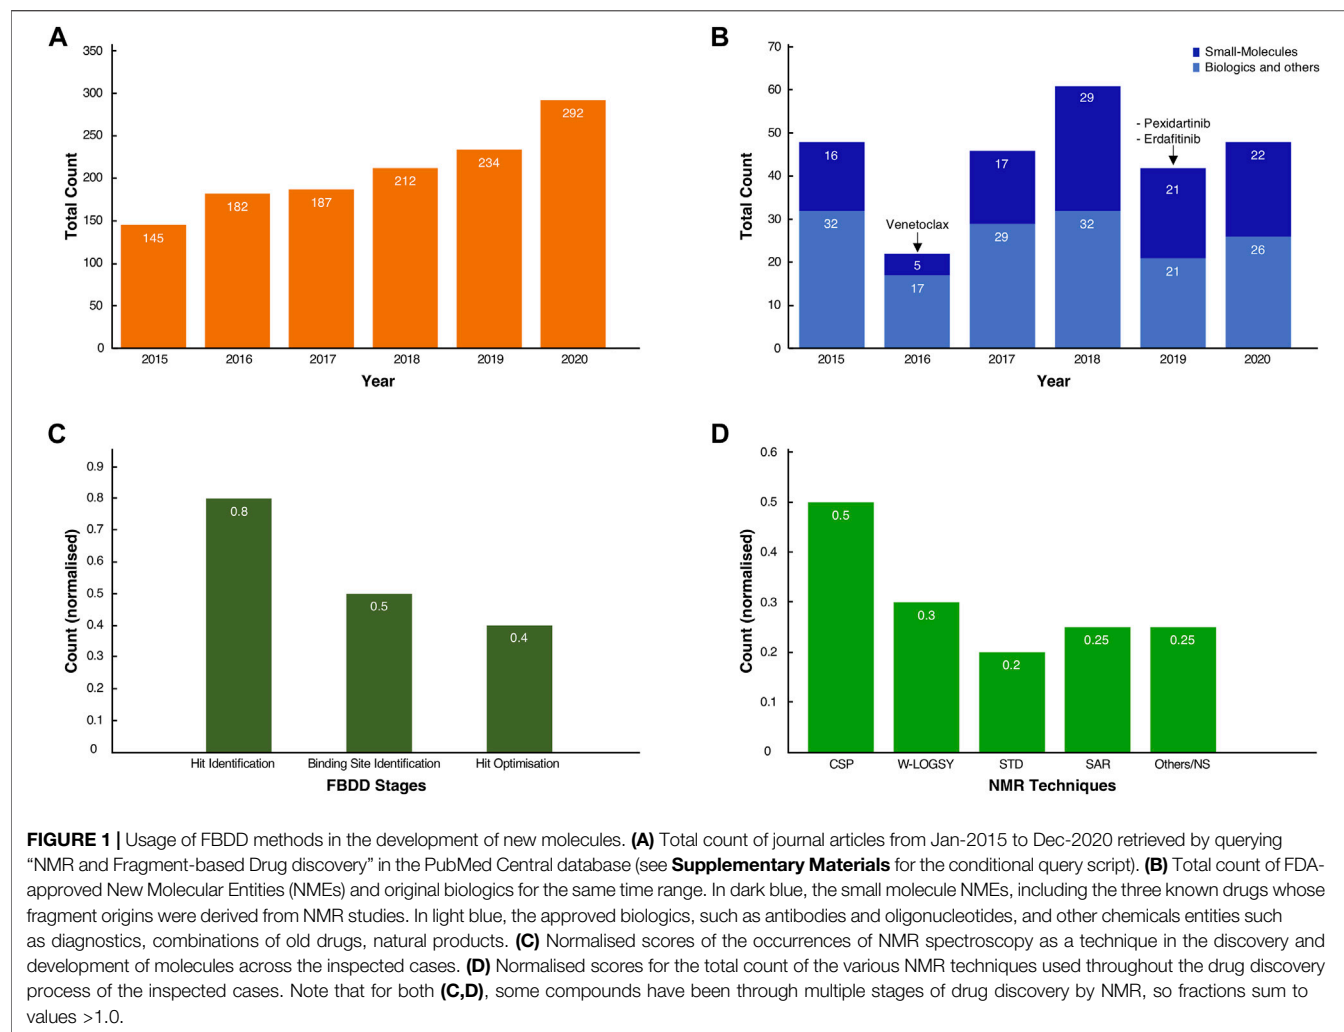 A
Total Count
350
300
250
200
150
100
50
0
145
182
187
212
234
292
2015 2016 2017 2018 2019 2020
Year
B
Total Count
70
60
50
40
30
20
10
0
Small-Molecules
Biologics and others
16
32
Venetoclax
5
17
17
29
29
32
- Pexidartinib
- Erdafitinib
21
21
22
26
2015 2016 2017 2018 2019 2020
Year
C
Count (normalised)
0.9
0.8
0.7
0.6
0.5
0.4
0.3
0.2
0.1
0
0.8
0.5
0.4
Hit Identification Binding Site Identification Hit Optimisation
FBDD Stages
D
Count (normalised)
0.6
0.5
0.4
0.3
0.2
0.1
0
0.5
0.3
0.2
0.25
0.25
CSP W-LOGSY STD SAR Others/NS
NMR Techniques
FIGURE 1 | Usage of FBDD methods in the development of new molecules. (A) Total count of journal articles from Jan-2015 to Dec-2020 retrieved by querying
“NMR and Fragment-based Drug discovery” in the PubMed Central database (see Supplementary Materials for the conditional query script). (B) Total count of FDA-
approved New Molecular Entities (NMEs) and original biologics for the same time range. In dark blue, the small molecule NMEs, including the three known drugs whose
fragment origins were derived from NMR studies. In light blue, the approved biologics, such as antibodies and oligonucleotides, and other chemicals entities such
as diagnostics, combinations of old drugs, natural products. (C) Normalised scores of the occurrences of NMR spectroscopy as a technique in the discovery and
development of molecules across the inspected cases. (D) Normalised scores for the total count of the various NMR techniques used throughout the drug discovery
process of the inspected cases. Note that for both (C,D), some compounds have been through multiple stages of drug discovery by NMR, so fractions sum to
values >1.0.